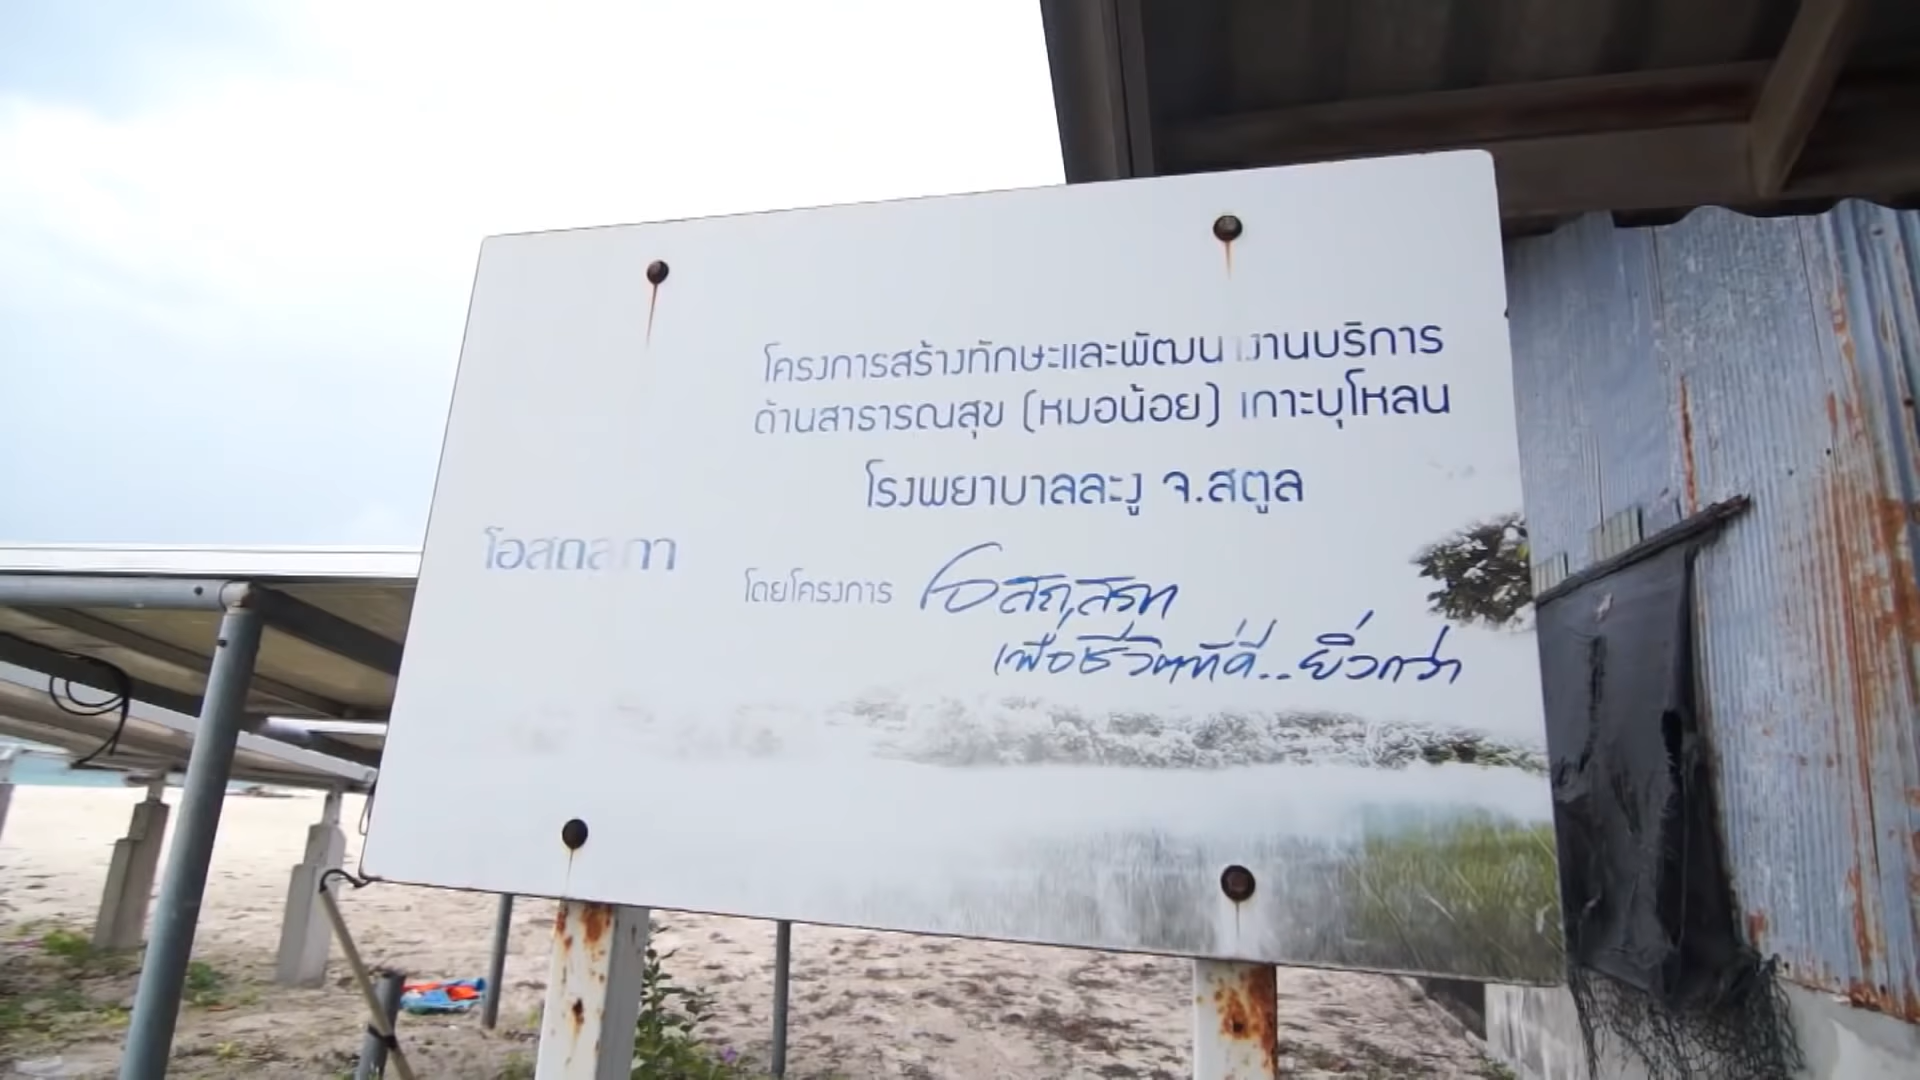 โครงการสร้างทักษะและพัฒนางานบริการ
ด้านสาธารณสุข (หมอน้อย) เกาะบุโหลน
โรงพยาบาลละงู จ.สตูล
โอสถสภา
โดยโครงการ โอสถสภา
เพื่อชีวิตที่ดี..ยิ่งกว่า